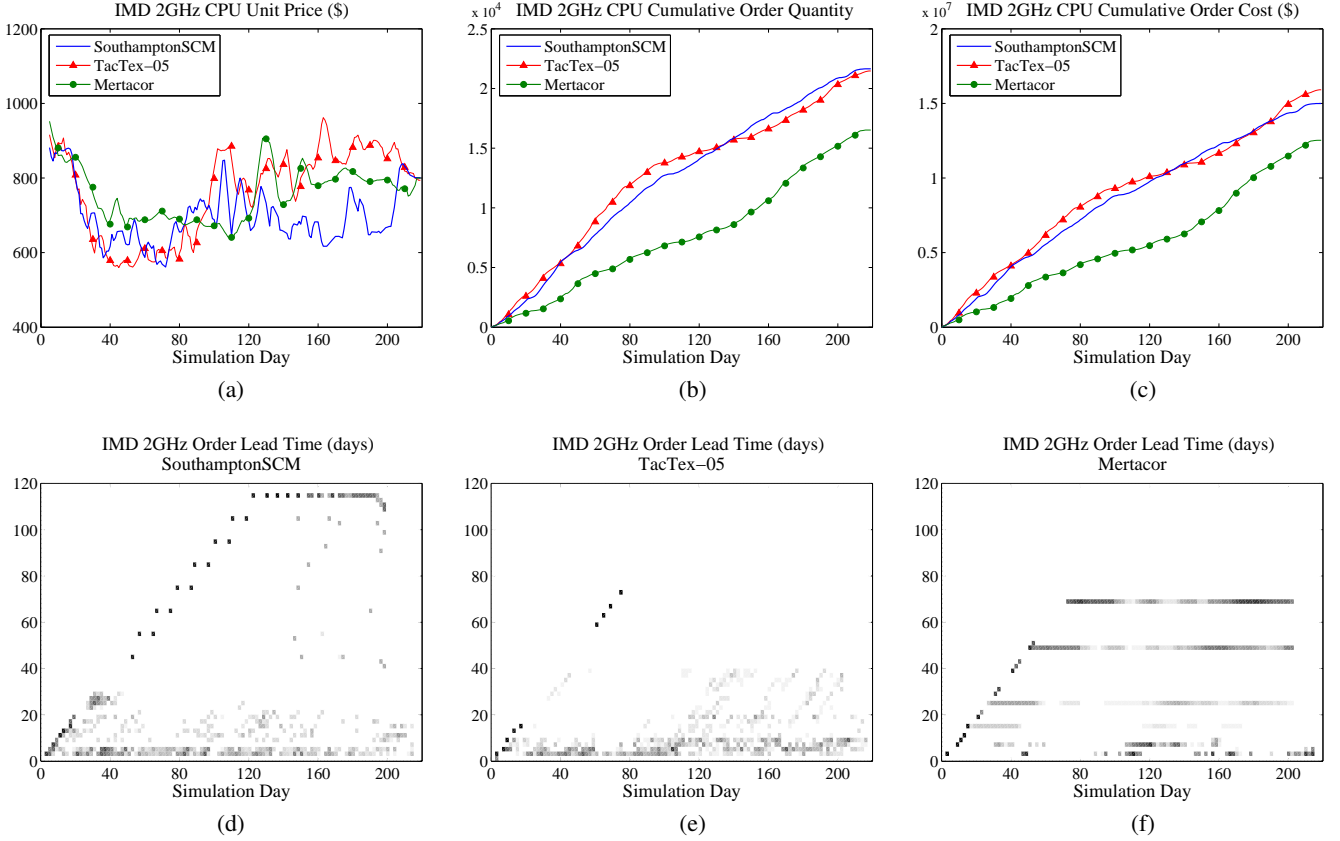 IMD 2GHz CPU Unit Price ($)
1200
1000
800
600
400
0 40 80 120 160 200
Simulation Day
SouthamptonSCM
TacTex−05
Mertacor
(a)
IMD 2GHz CPU Cumulative Order Quantity
x 10^4
2.5
2.0
1.5
1.0
0.5
0
0 40 80 120 160 200
Simulation Day
SouthamptonSCM
TacTex−05
Mertacor
(b)
IMD 2GHz CPU Cumulative Order Cost ($)
x 10^7
2
1.5
1.0
0.5
0
0 40 80 120 160 200
Simulation Day
SouthamptonSCM
TacTex−05
Mertacor
(c)
IMD 2GHz Order Lead Time (days)
SouthamptonSCM
120
100
80
60
40
20
0
0 40 80 120 160 200
Simulation Day
(d)
IMD 2GHz Order Lead Time (days)
TacTex−05
120
100
80
60
40
20
0
0 40 80 120 160 200
Simulation Day
(e)
IMD 2GHz Order Lead Time (days)
Mertacor
120
100
80
60
40
20
0
0 40 80 120 160 200
Simulation Day
(f)